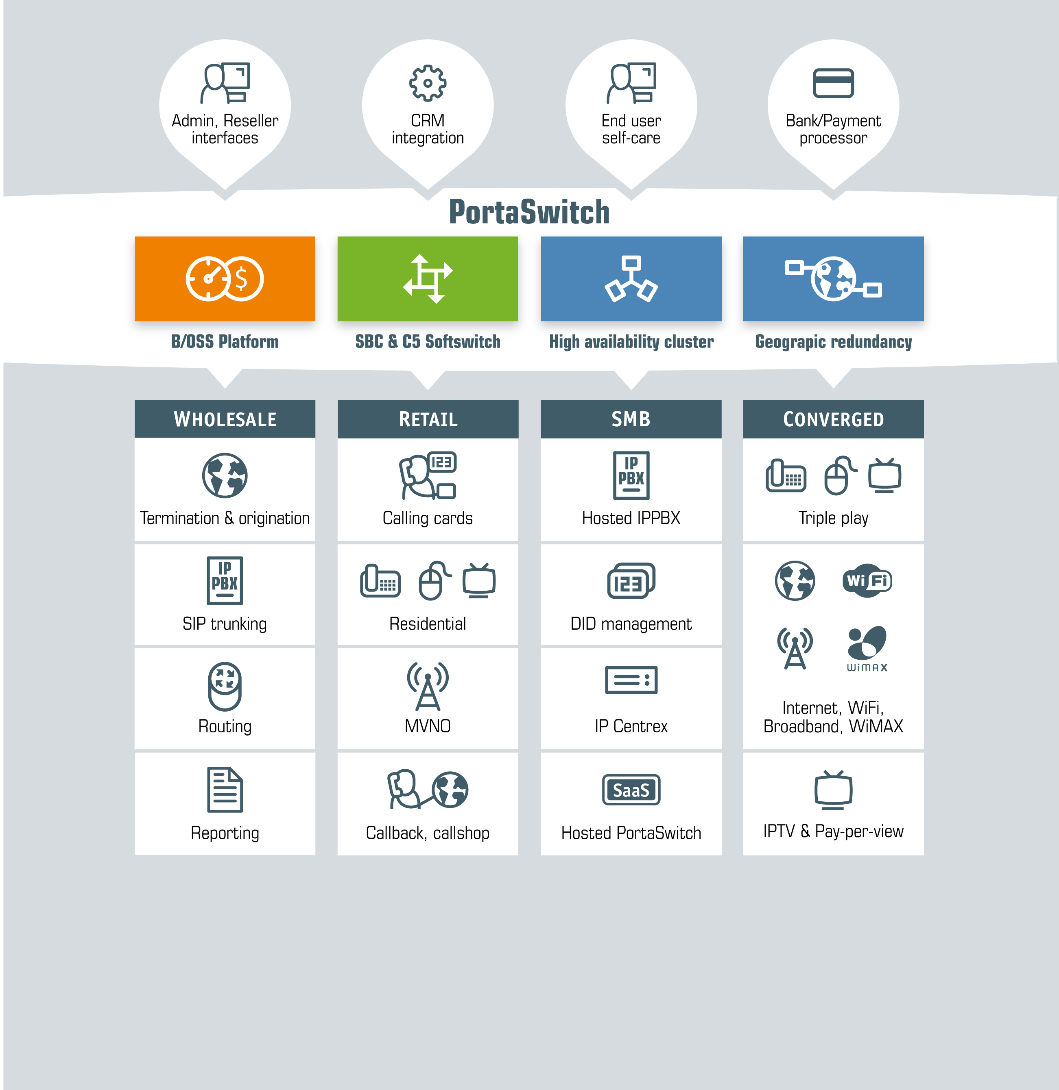 Admin, Reseller
interfaces
CRM
integration
End user
self-care
Bank/Payment
processor
PortaSwitch
$
B/OSS Platform
SBC & C5 Softswitch
High availability cluster
Geograpic redundancy
WHOLESALE
RETAIL
SMB
CONVERGED
Termination & origination
123
Calling cards
IP
PBX
Hosted IPPBX
Triple play
IP
PBX
SIP trunking
Residential
123
DID management
WiFi
WiMAX
Internet, WiFi,
Broadband, WiMAX
Routing
MVNO
IP Centrex
Reporting
Callback, callshop
SaaS
Hosted PortaSwitch
IPTV & Pay-per-view